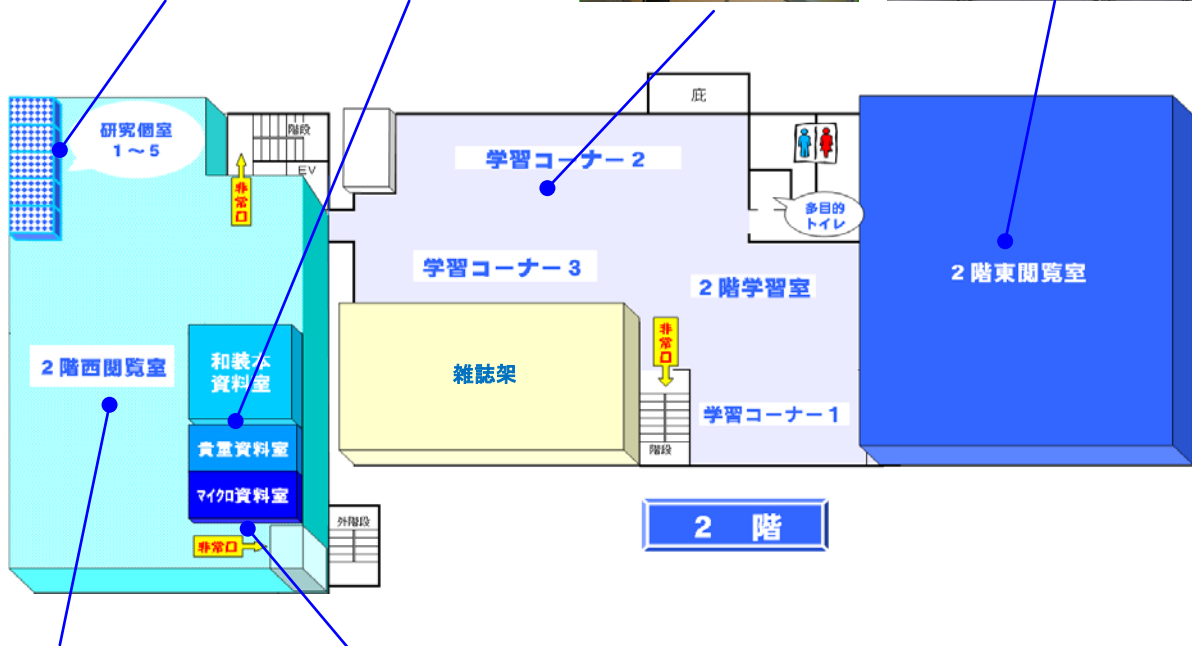 庇
研究個室
1～5
階段
EV
非常口
学習コーナー2
多目的
トイレ
学習コーナー3
2階学習室
2階東閲覧室
2階西閲覧室
和装本
資料室
雑誌架
非常口
学習コーナー1
階段
貴重資料室
マイクロ資料室
外階段
非常口
2 階